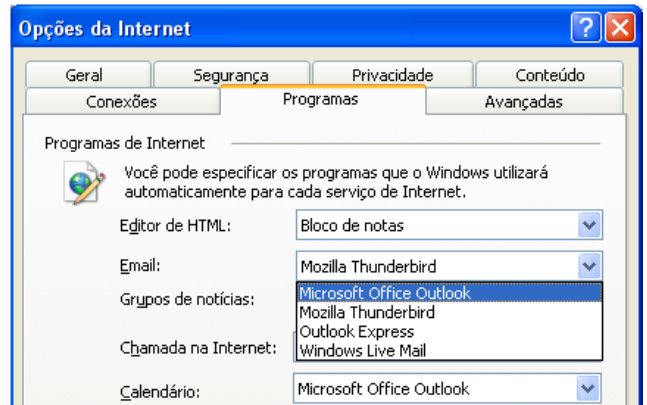 Opções da Internet
Geral Segurança Privacidade Conteúdo
Conexões Programas Avançadas
Programas de Internet
Você pode especificar os programas que o Windows utilizará
automaticamente para cada serviço de Internet.
Editor de HTML: Bloco de notas
Email: Mozilla Thunderbird
Grupos de notícias: Microsoft Office Outlook
Mozilla Thunderbird
Outlook Express
Chamada na Internet: Windows Live Mail
Calendário: Microsoft Office Outlook